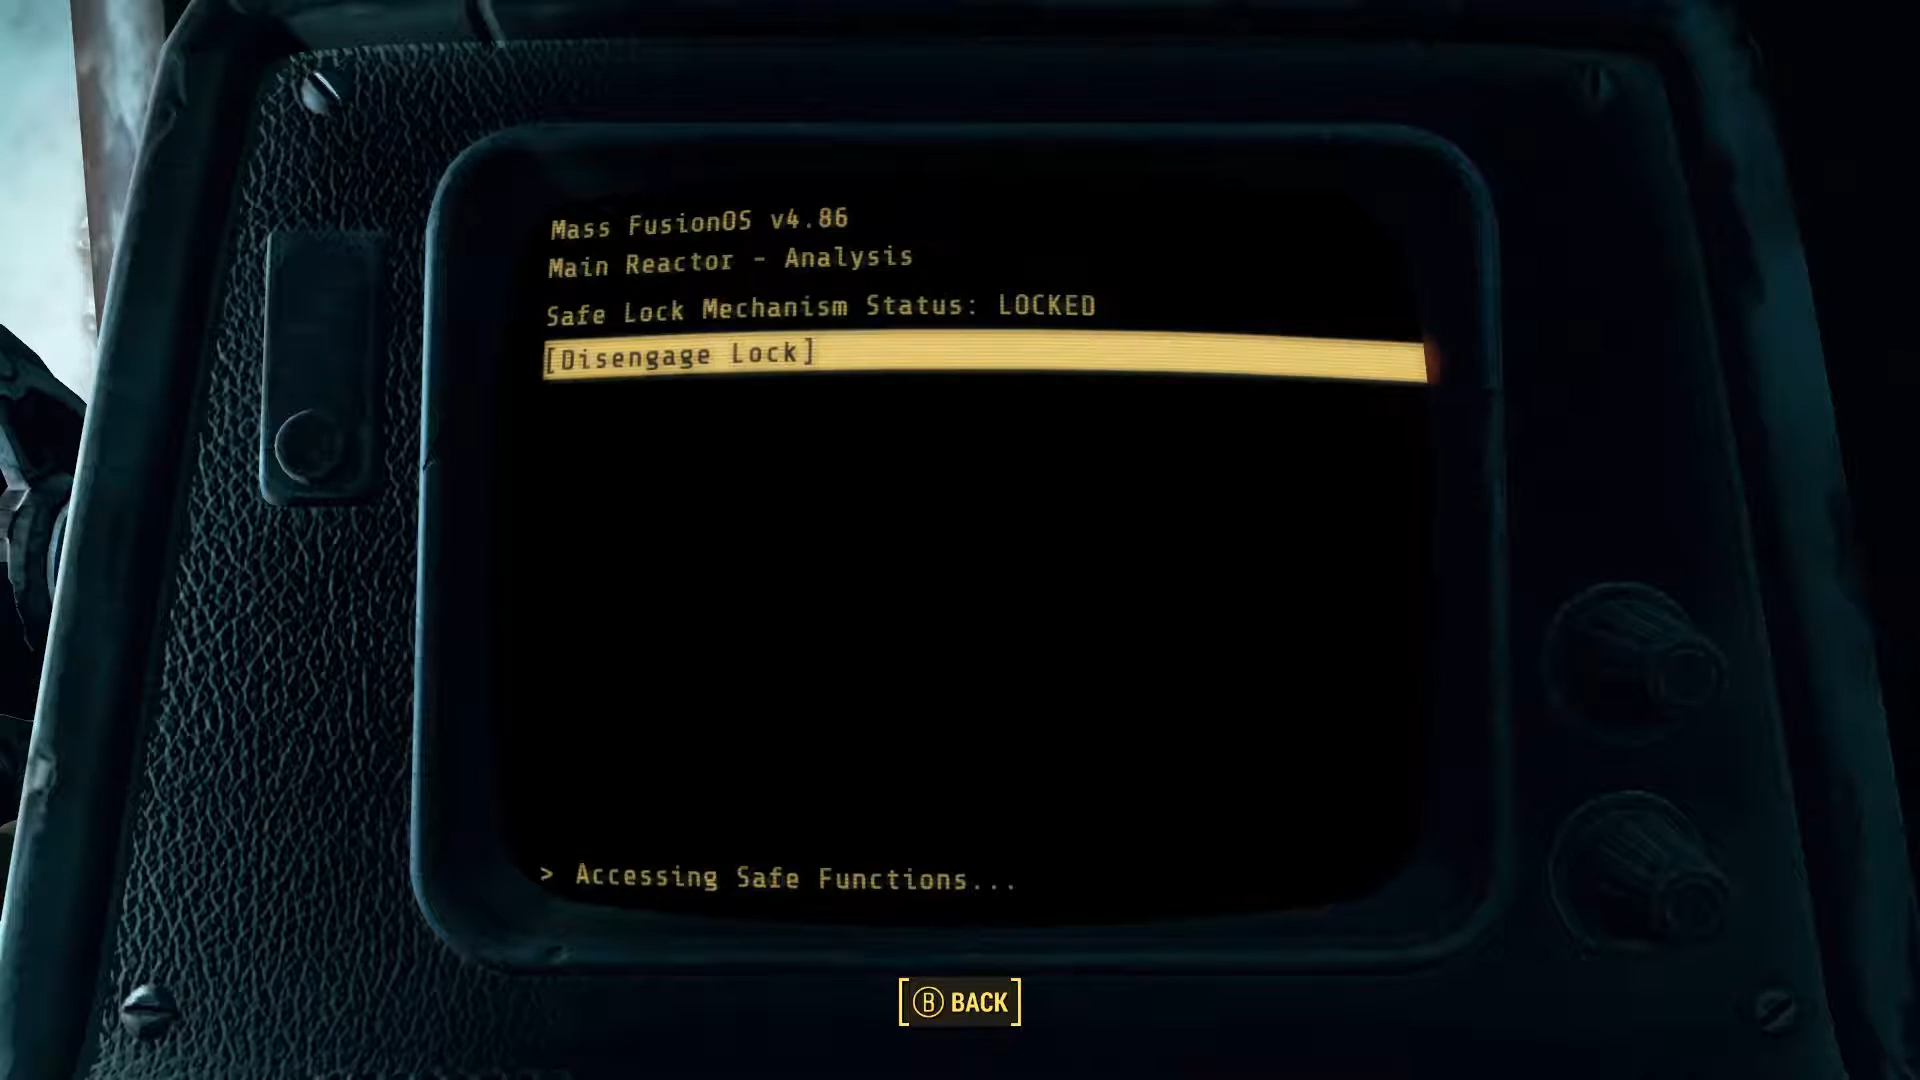 Mass FusionOS v4.86
Main Reactor - Analysis
Safe Lock Mechanism Status: LOCKED
[Disengage Lock]
> Accessing Safe Functions...
[Ⓑ BACK]